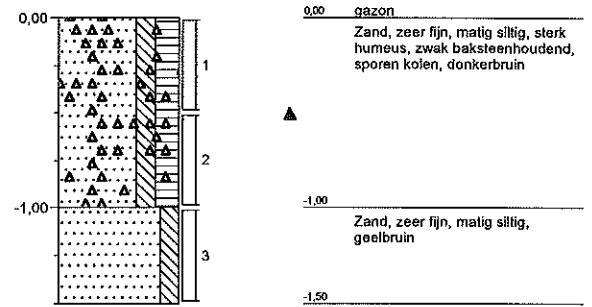 0,00
1
2
-1,00
3
0,00 gazon
Zand, zeer fijn, matig siltig, sterk
humeus, zwak baksteenhoudend,
sporen kolen, donkerbruin
-1,00
Zand, zeer fijn, matig siltig,
geelbruin
-1,50